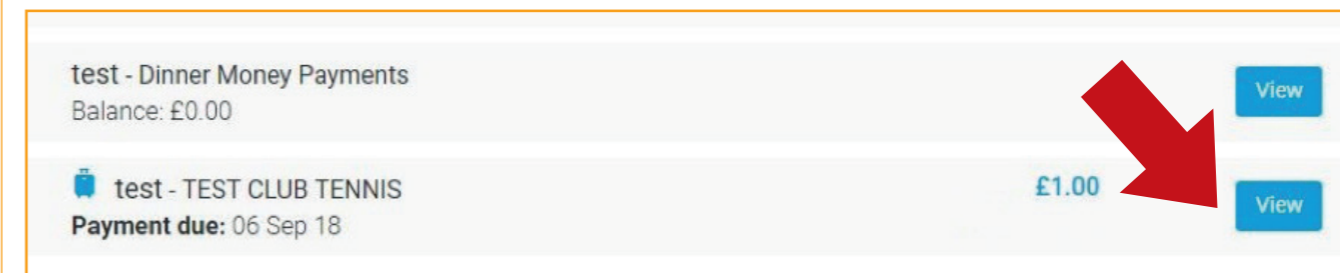 test - Dinner Money Payments
Balance: £0.00
View
test - TEST CLUB TENNIS
£1.00
Payment due: 06 Sep 18
View